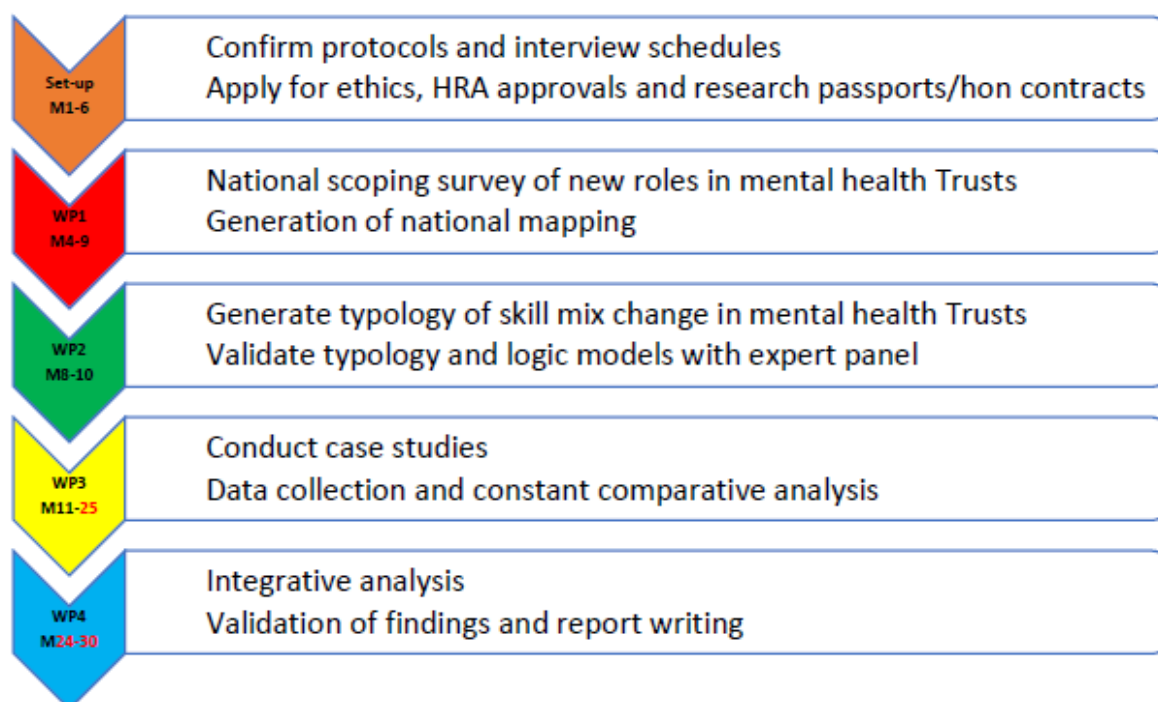 Set-up
M1-6
Confirm protocols and interview schedules
Apply for ethics, HRA approvals and research passports/hon contracts
WP1
M4-9
National scoping survey of new roles in mental health Trusts
Generation of national mapping
WP2
M8-10
Generate typology of skill mix change in mental health Trusts
Validate typology and logic models with expert panel
WP3
M11-25
Conduct case studies
Data collection and constant comparative analysis
WP4
M24-30
Integrative analysis
Validation of findings and report writing